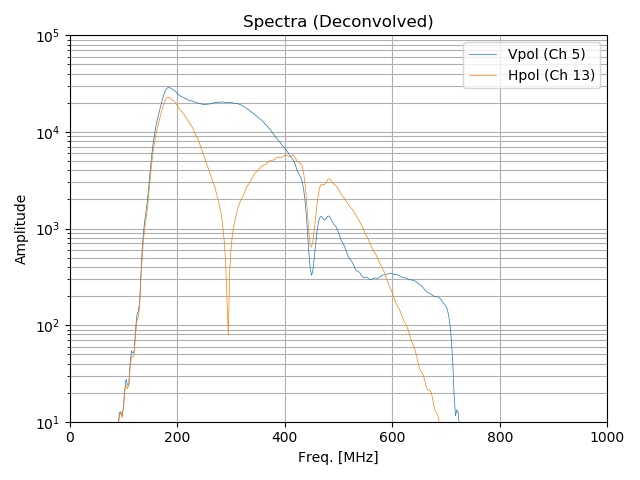 Spectra (Deconvolved)
Vpol (Ch 5)
Hpol (Ch 13)
10^5
10^4
10^3
10^2
10^1
Amplitude
0 200 400 600 800 1000
Freq. [MHz]